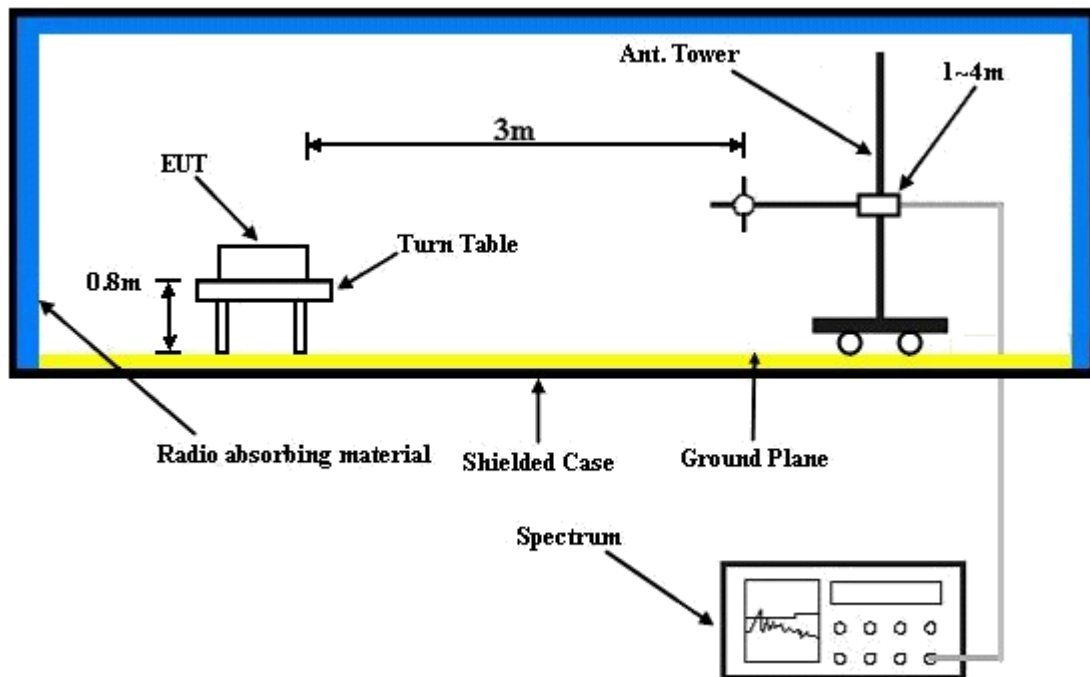 Ant. Tower
1~4m
3m
EUT
Turn Table
0.8m
Radio absorbing material
Shielded Case
Ground Plane
Spectrum